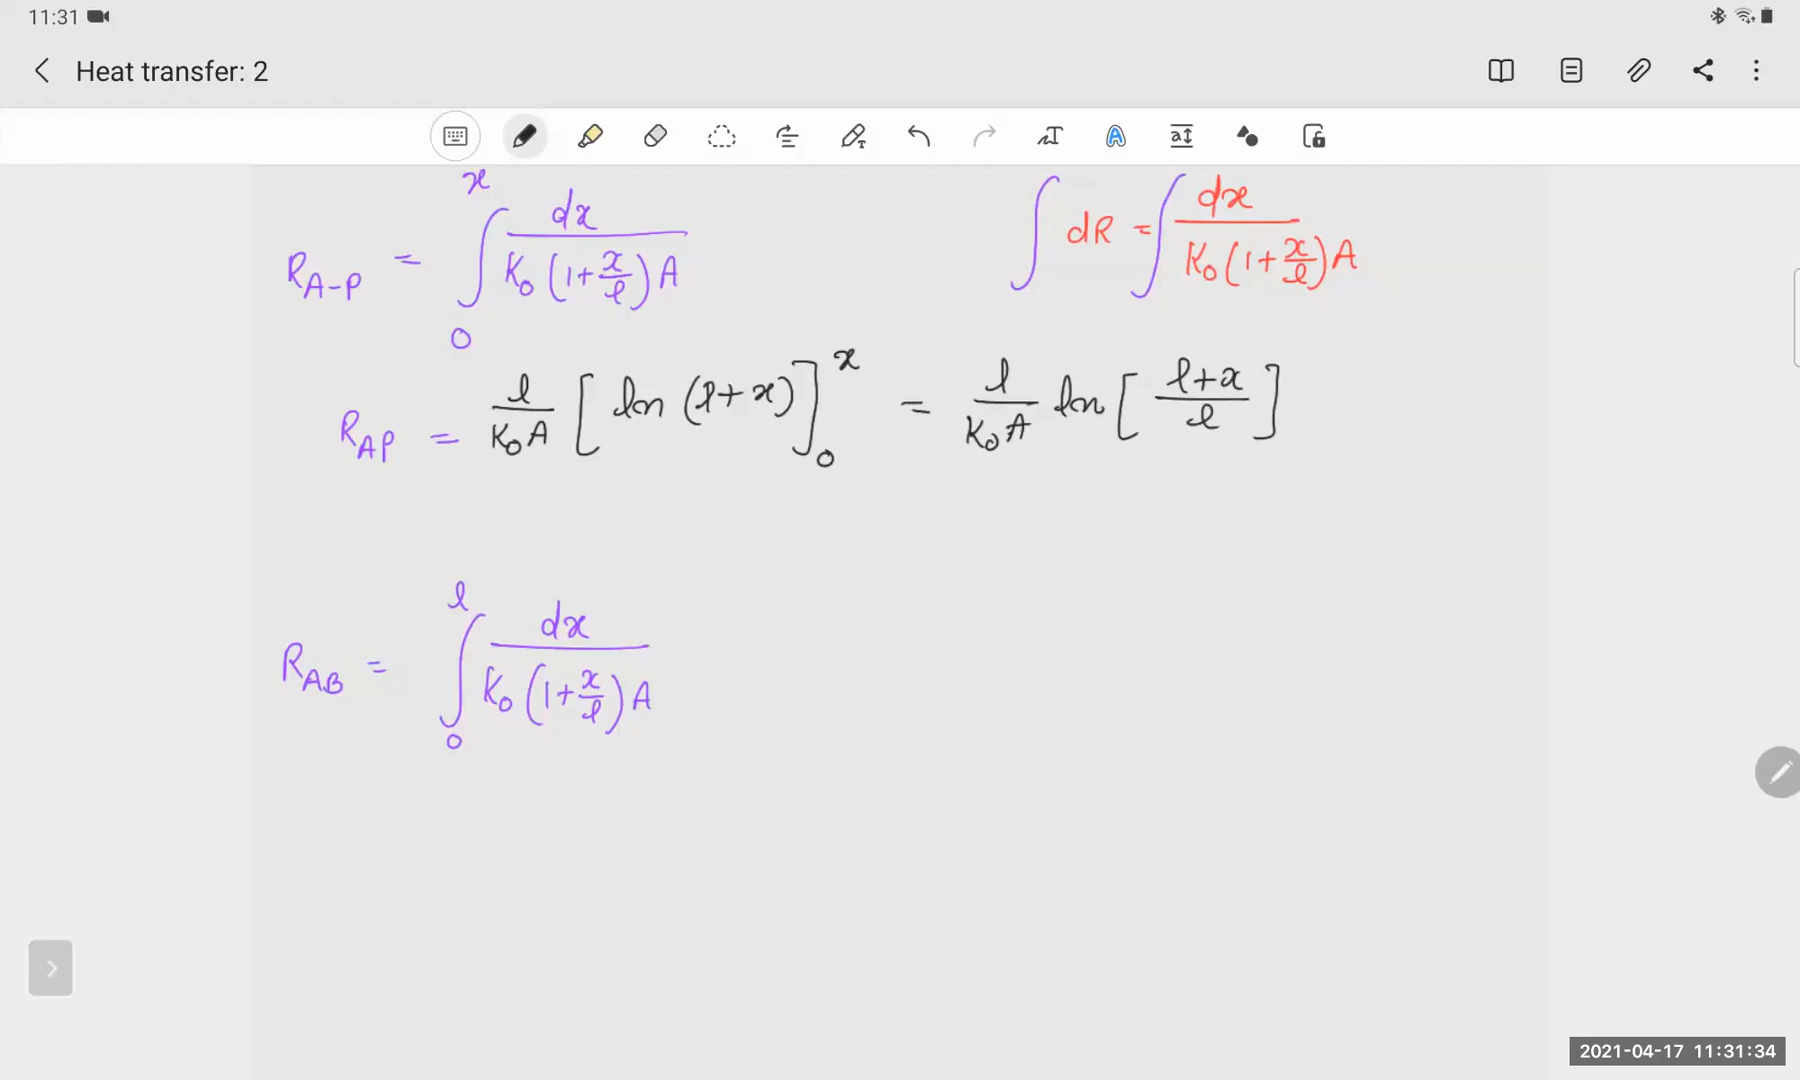 11:31
Heat transfer: 2
R_{A-P} = ∫_0^x dx / K_0 (1 + x/l) A
∫ dR = ∫ dx / K_0 (1 + x/l) A
R_{AP} = l / K_0 A [ ln (l + x) ]_0^x = l / K_0 A ln [ l + x / l ]
R_{AB} = ∫_0^l dx / K_0 (1 + x/l) A
2021-04-17 11:31:34